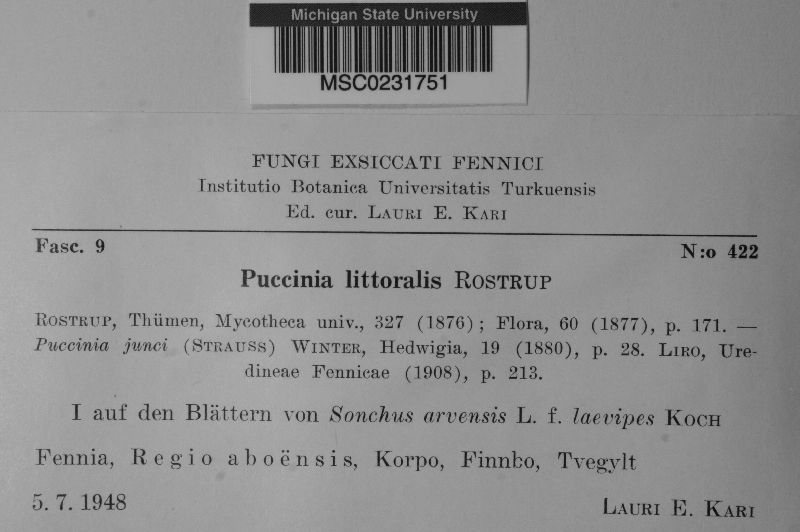 Michigan State University
MSC0231751
FUNGI EXSICCATI FENNICI
Institutio Botanica Universitatis Turkuensis
Ed. cur. LAURI E. KARI
Fasc. 9 N:o 422
Puccinia littoralis ROSTRUP
ROSTRUP, Thümen, Mycotheca univ., 327 (1876); Flora, 60 (1877), p. 171. —
Puccinia junci (STRAUSS) WINTER, Hedwigia, 19 (1880), p. 28. LIRO, Ure-
dineae Fennicae (1908), p. 213.
I auf den Blättern von Sonchus arvensis L. f. laevipes KOCH
Fennia, Regio aboënsis, Korpo, Finnbo, Tvegylt
5. 7. 1948 LAURI E. KARI